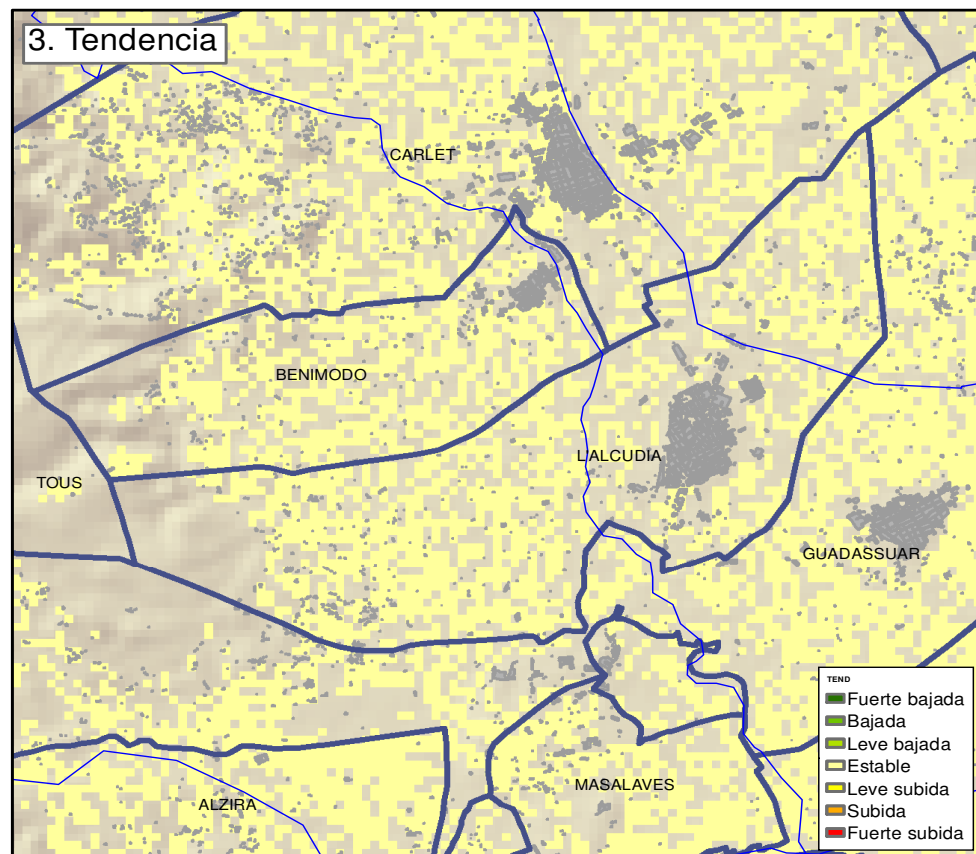 3. Tendencia
CARLET
BENIMODO
TOUS
L'ALCUDIA
GUADASSUAR
MASALAVES
ALZIRA
TEND
Fuerte bajada
Bajada
Leve bajada
Estable
Leve subida
Subida
Fuerte subida